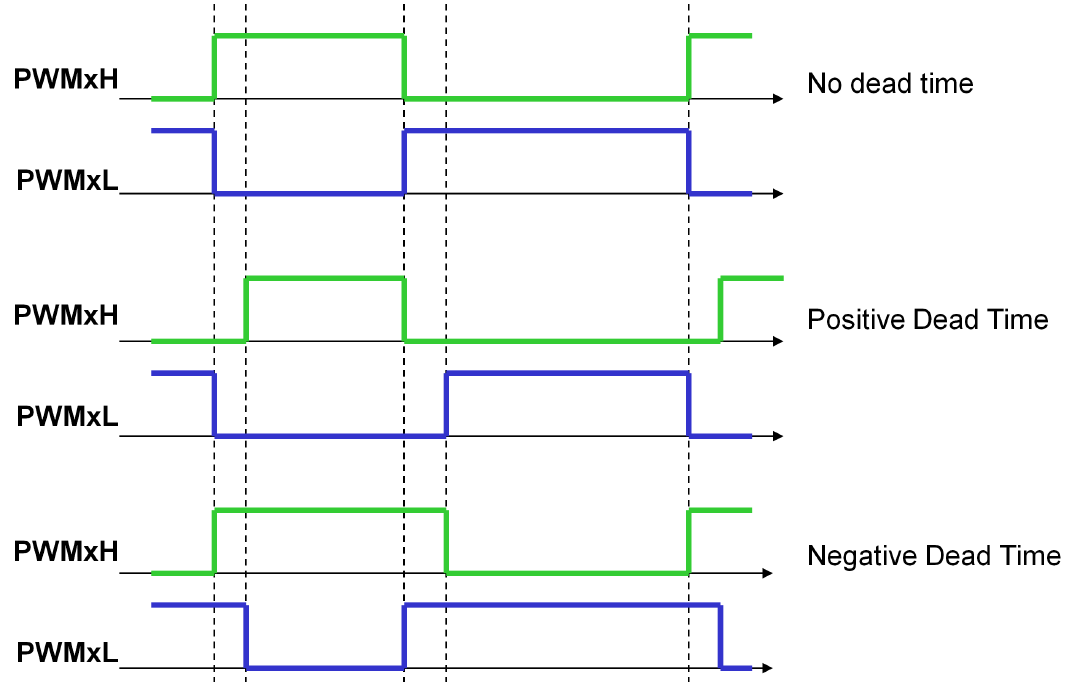 PWMxH
No dead time
PWMxL
PWMxH
Positive Dead Time
PWMxL
PWMxH
Negative Dead Time
PWMxL